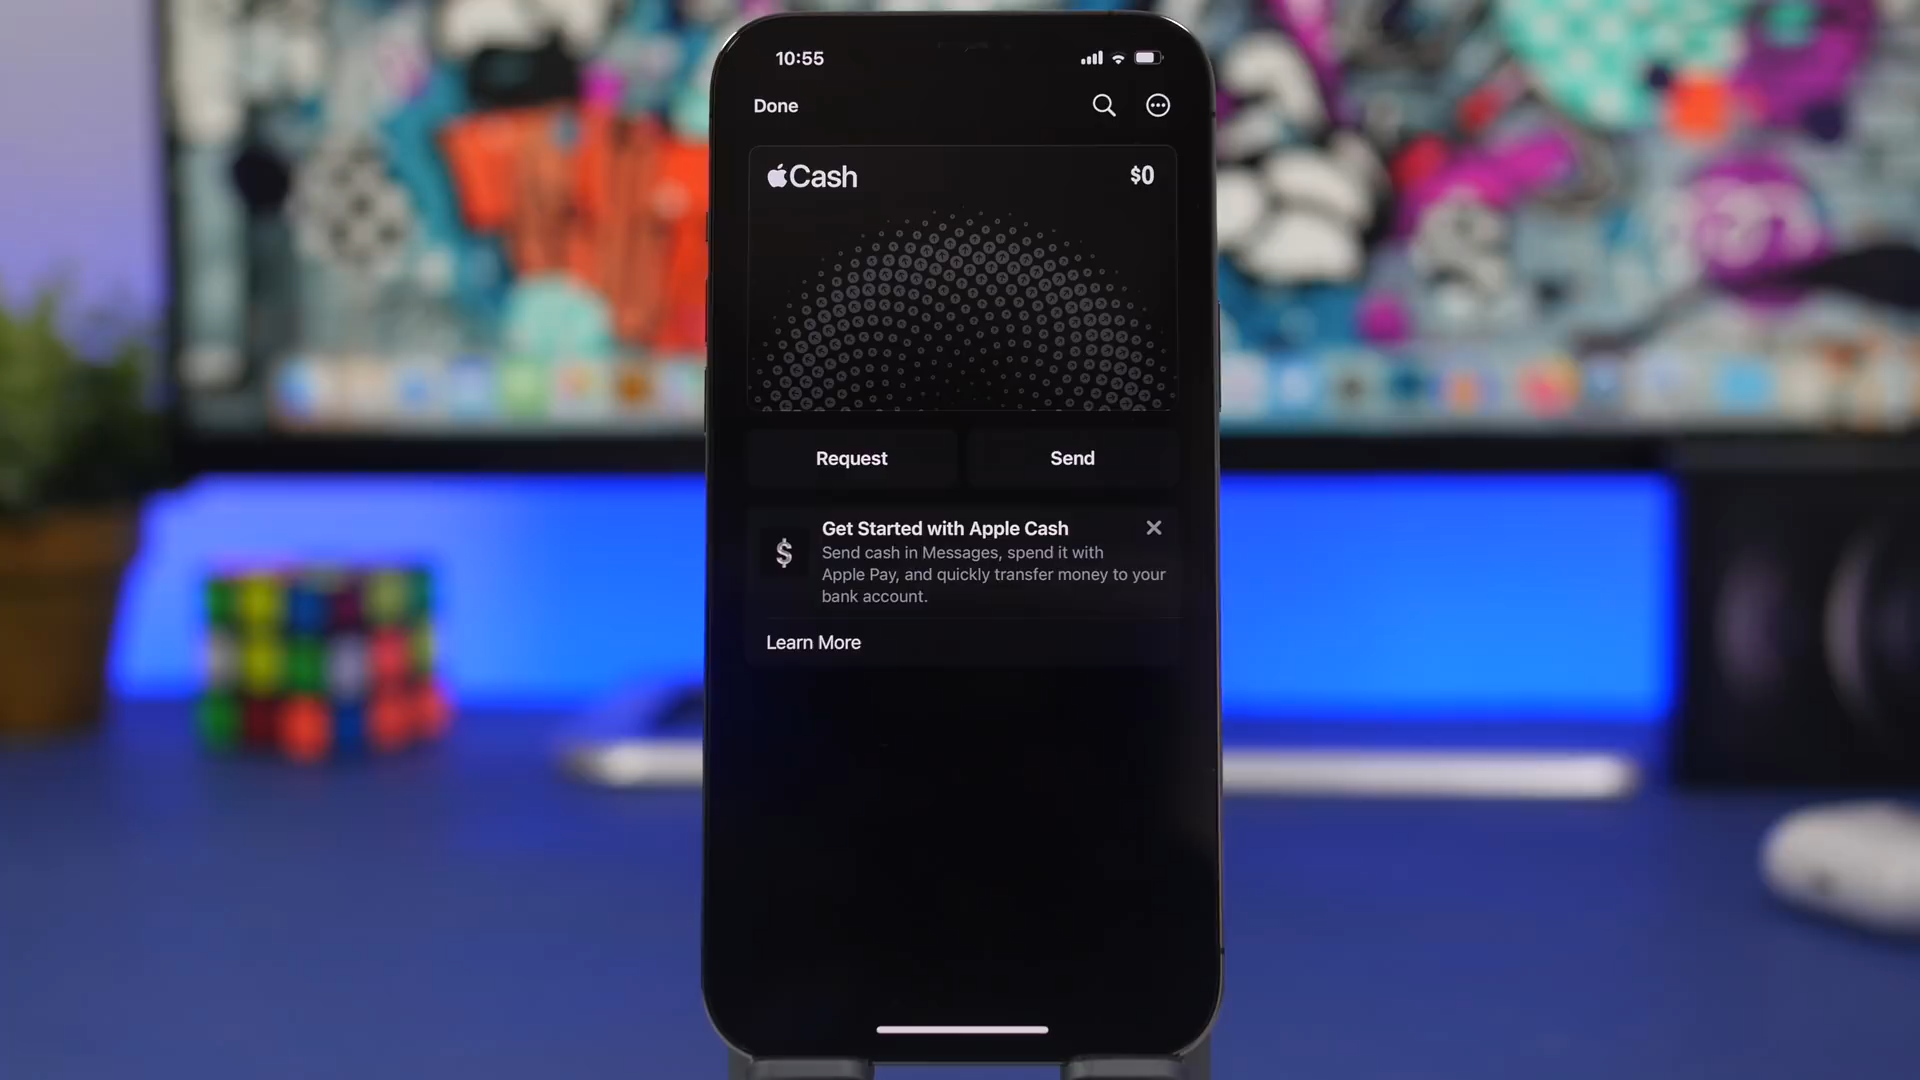 10:55
Done
Cash
$0
Request
Send
Get Started with Apple Cash
$
Send cash in Messages, spend it with
Apple Pay, and quickly transfer money to your
bank account.
Learn More